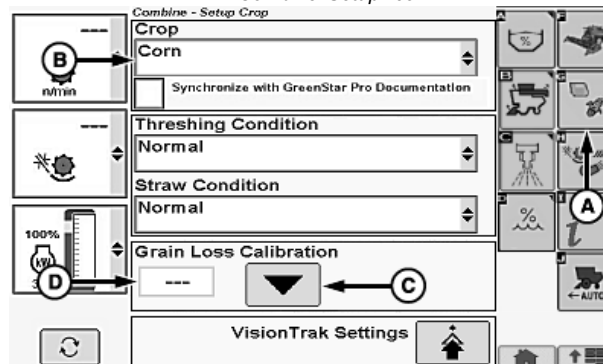 Combine - Setup Crop
Crop
Corn
Synchronize with GreenStar Pro Documentation
Threshing Condition
Normal
Straw Condition
Normal
Grain Loss Calibration
---
VisionTrak Settings
---
n/min
---
100%
kW
B
D
C
A
A
B
C
D
%
%
i
AUTO